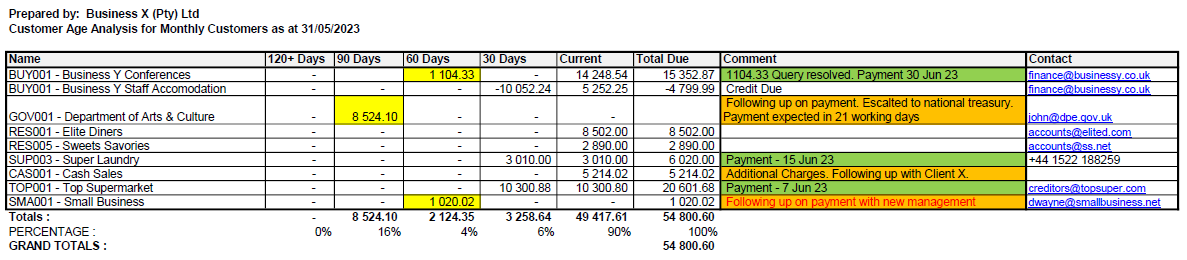 Prepared by: Business X (Pty) Ltd
Customer Age Analysis for Monthly Customers as at 31/05/2023
Name 120+ Days 90 Days 60 Days 30 Days Current Total Due Comment Contact
BUY001 - Business Y Conferences - - 1 104.33 - 14 248.54 15 352.87 1104.33 Query resolved. Payment 30 Jun 23 finance@businessy.co.uk
BUY001 - Business Y Staff Accomodation - - - -10 052.24 5 252.25 -4 799.99 Credit Due finance@businessy.co.uk
Following up on payment. Escalted to national treasury.
GOV001 - Department of Arts & Culture - 8 524.10 - - - - Payment expected in 21 working days john@dpe.gov.uk
RES001 - Elite Diners - - - - 8 502.00 8 502.00 accounts@elited.com
RES005 - Sweets Savories - - - - 2 890.00 2 890.00 accounts@ss.net
SUP003 - Super Laundry - - - 3 010.00 3 010.00 6 020.00 Payment - 15 Jun 23 +44 1522 188259
CAS001 - Cash Sales - - - - 5 214.02 5 214.02 Additional Charges. Following up with Client X.
TOP001 - Top Supermarket - - - 10 300.88 10 300.80 20 601.68 Payment - 7 Jun 23 creditors@topsuper.com
SMA001 - Small Business - - 1 020.02 - - 1 020.02 Following up on payment with new management dwayne@smallbusiness.net
Totals : - 8 524.10 2 124.35 3 258.64 49 417.61 54 800.60
PERCENTAGE : 0% 16% 4% 6% 90% 100%
GRAND TOTALS : 54 800.60